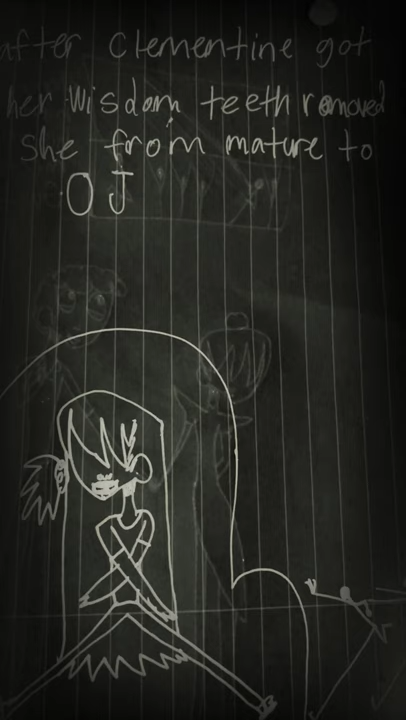 after Clementine got
her wisdom teeth removed
she from mature to
OJ